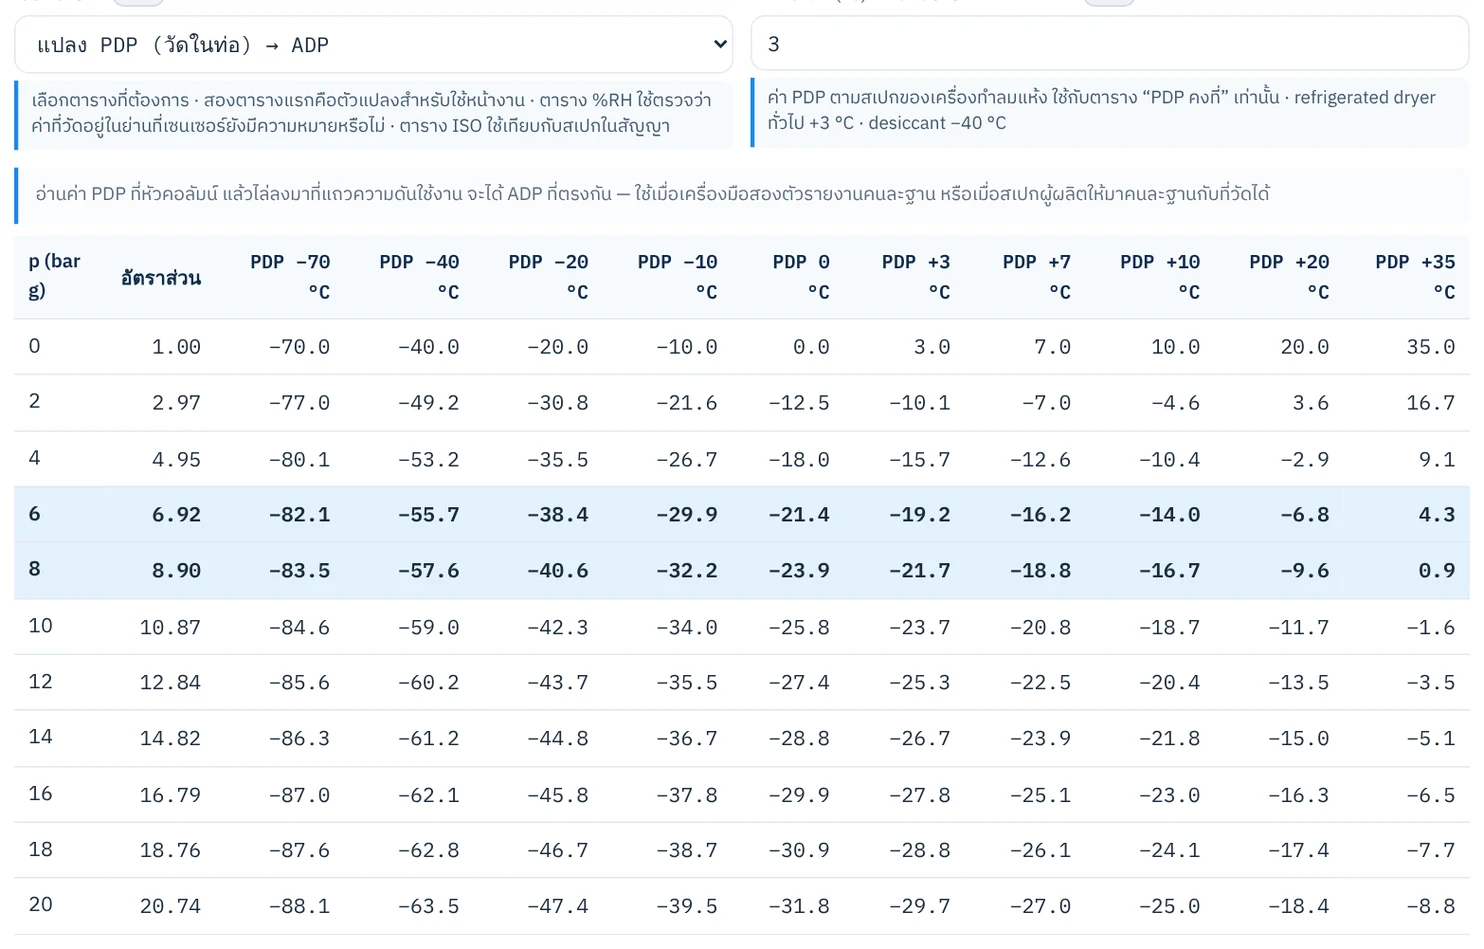 แปลง PDP (วัดในท่อ) → ADP
3
เลือกตารางที่ต้องการ · สองตารางแรกคือตัวแปลงสำหรับใช้หน้างาน · ตาราง %RH ใช้ตรวจว่า
ค่าที่วัดอยู่ในย่านที่เซนเซอร์ยังมีความหมายหรือไม่ · ตาราง ISO ใช้เทียบกับสเปกในสัญญา
ค่า PDP ตามสเปกของเครื่องทำลมแห้ง ใช้กับตาราง “PDP คงที่” เท่านั้น · refrigerated dryer
ทั่วไป +3 °C · desiccant −40 °C
อ่านค่า PDP ที่หัวคอลัมน์ แล้วไล่ลงมาที่แถวความดันใช้งาน จะได้ ADP ที่ตรงกัน — ใช้เมื่อเครื่องมือสองตัวรายงานคนละฐาน หรือเมื่อสเปกผู้ผลิตให้มาคนละฐานกับที่วัดได้
p (bar g) อัตราส่วน PDP −70 °C PDP −40 °C PDP −20 °C PDP −10 °C PDP 0 °C PDP +3 °C PDP +7 °C PDP +10 °C PDP +20 °C PDP +35 °C
0 1.00 −70.0 −40.0 −20.0 −10.0 0.0 3.0 7.0 10.0 20.0 35.0
2 2.97 −77.0 −49.2 −30.8 −21.6 −12.5 −10.1 −7.0 −4.6 3.6 16.7
4 4.95 −80.1 −53.2 −35.5 −26.7 −18.0 −15.7 −12.6 −10.4 −2.9 9.1
6 6.92 −82.1 −55.7 −38.4 −29.9 −21.4 −19.2 −16.2 −14.0 −6.8 4.3
8 8.90 −83.5 −57.6 −40.6 −32.2 −23.9 −21.7 −18.8 −16.7 −9.6 0.9
10 10.87 −84.6 −59.0 −42.3 −34.0 −25.8 −23.7 −20.8 −18.7 −11.7 −1.6
12 12.84 −85.6 −60.2 −43.7 −35.5 −27.4 −25.3 −22.5 −20.4 −13.5 −3.5
14 14.82 −86.3 −61.2 −44.8 −36.7 −28.8 −26.7 −23.9 −21.8 −15.0 −5.1
16 16.79 −87.0 −62.1 −45.8 −37.8 −29.9 −27.8 −25.1 −23.0 −16.3 −6.5
18 18.76 −87.6 −62.8 −46.7 −38.7 −30.9 −28.8 −26.1 −24.1 −17.4 −7.7
20 20.74 −88.1 −63.5 −47.4 −39.5 −31.8 −29.7 −27.0 −25.0 −18.4 −8.8